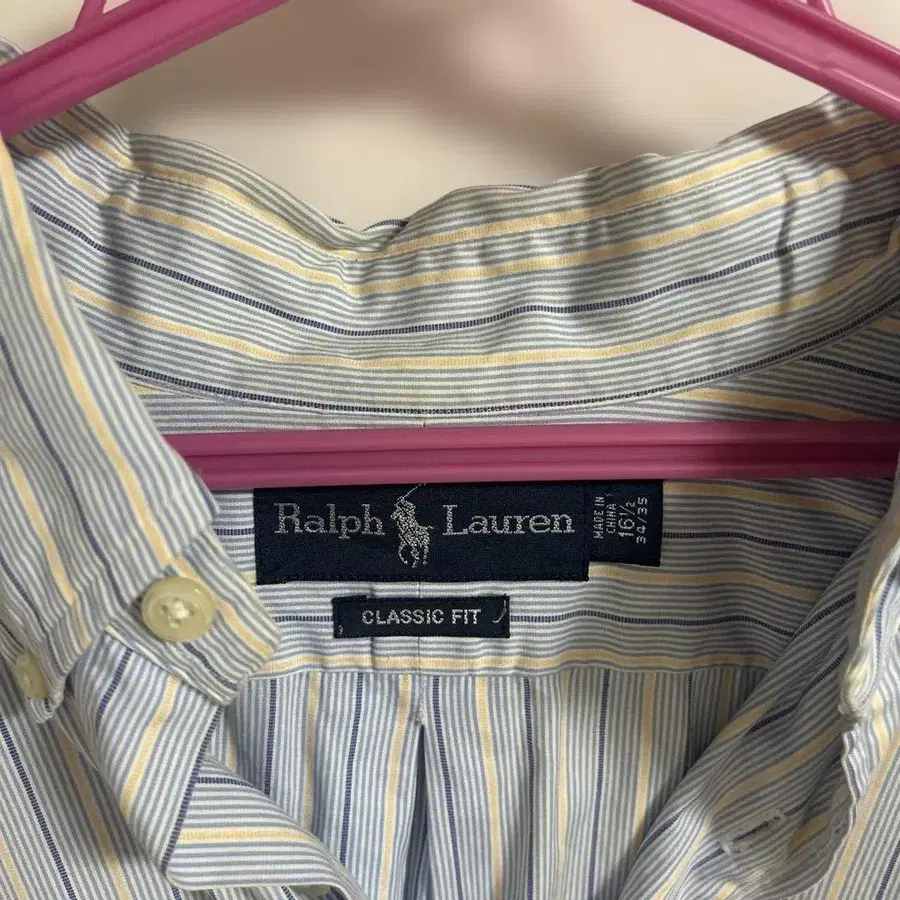 Ralph Lauren
MADE IN
CHINA
16½
34/35
CLASSIC FIT